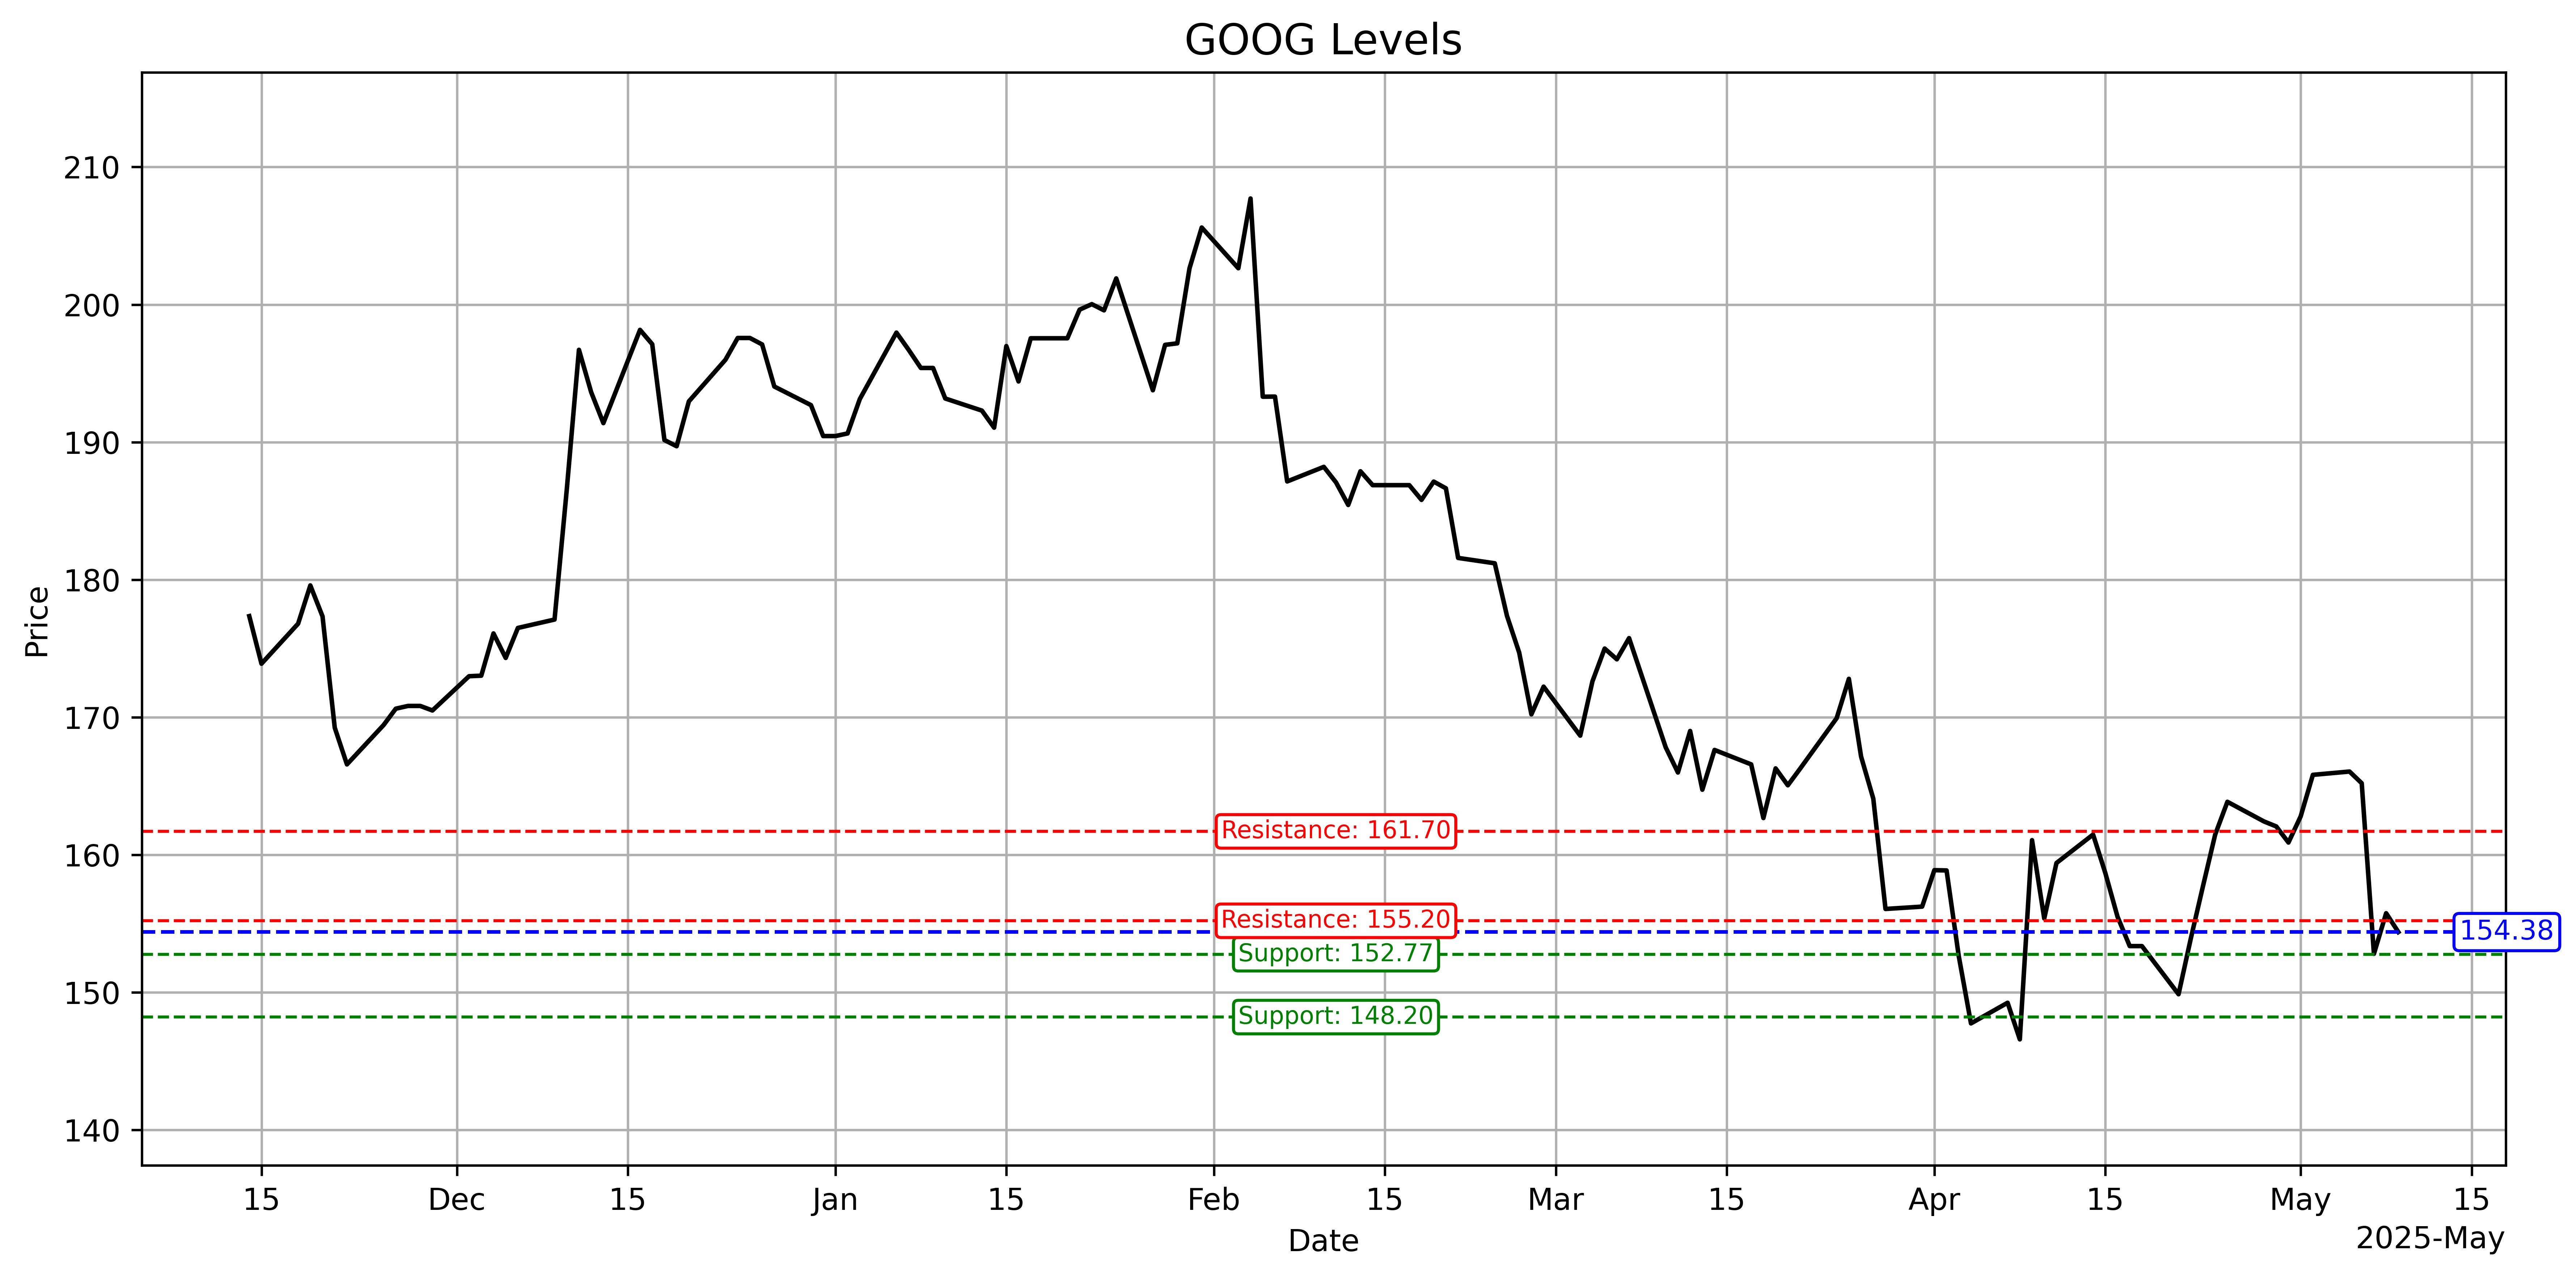 GOOG Levels
210
200
190
180
170
160
150
140
Price
Resistance: 161.70
Resistance: 155.20
154.38
Support: 152.77
Support: 148.20
15 Dec 15 Jan 15 Feb 15 Mar 15 Apr 15 May 15
Date
2025-May